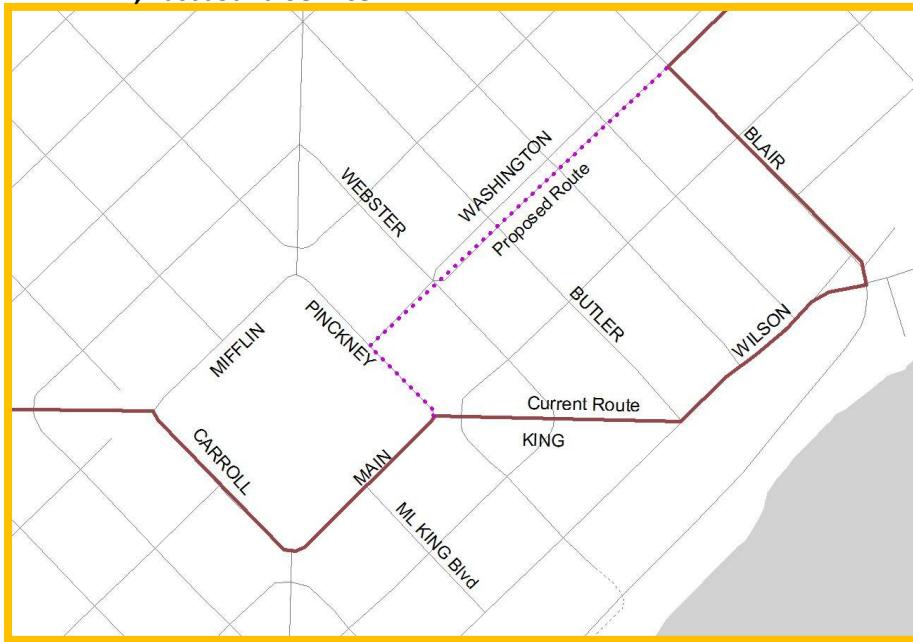 BLAIR
WASHINGTON
WEBSTER
Proposed Route
PINCKNEY
BUTLER
MIFFLIN
WILSON
Current Route
KING
CARROLL
MAIN
ML KING Blvd